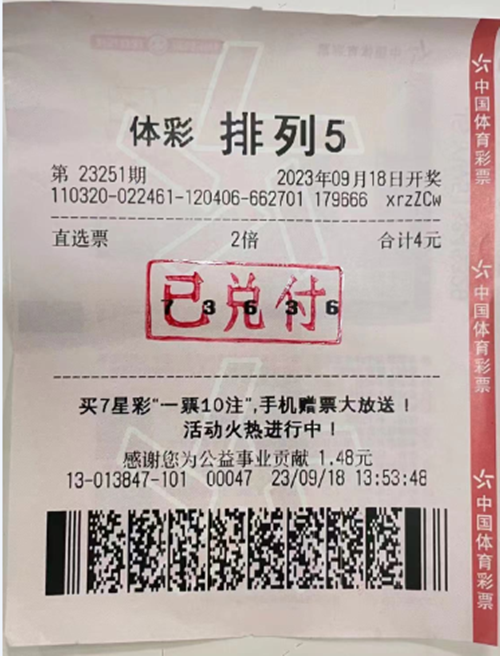 体彩 排列5
第 23251期 2023年09月18日开奖
110320-022461-120406-662701 179666 xrzZCw
直选票 2倍 合计4元
已兑付
7 3 6 3 6
买7星彩"一票10注",手机赠票大放送！
活动火热进行中！
感谢您为公益事业贡献 1.48元
13-013847-101 00047 23/09/18 13:53:48
中国体育彩票
中国体育彩票
中国体育彩票